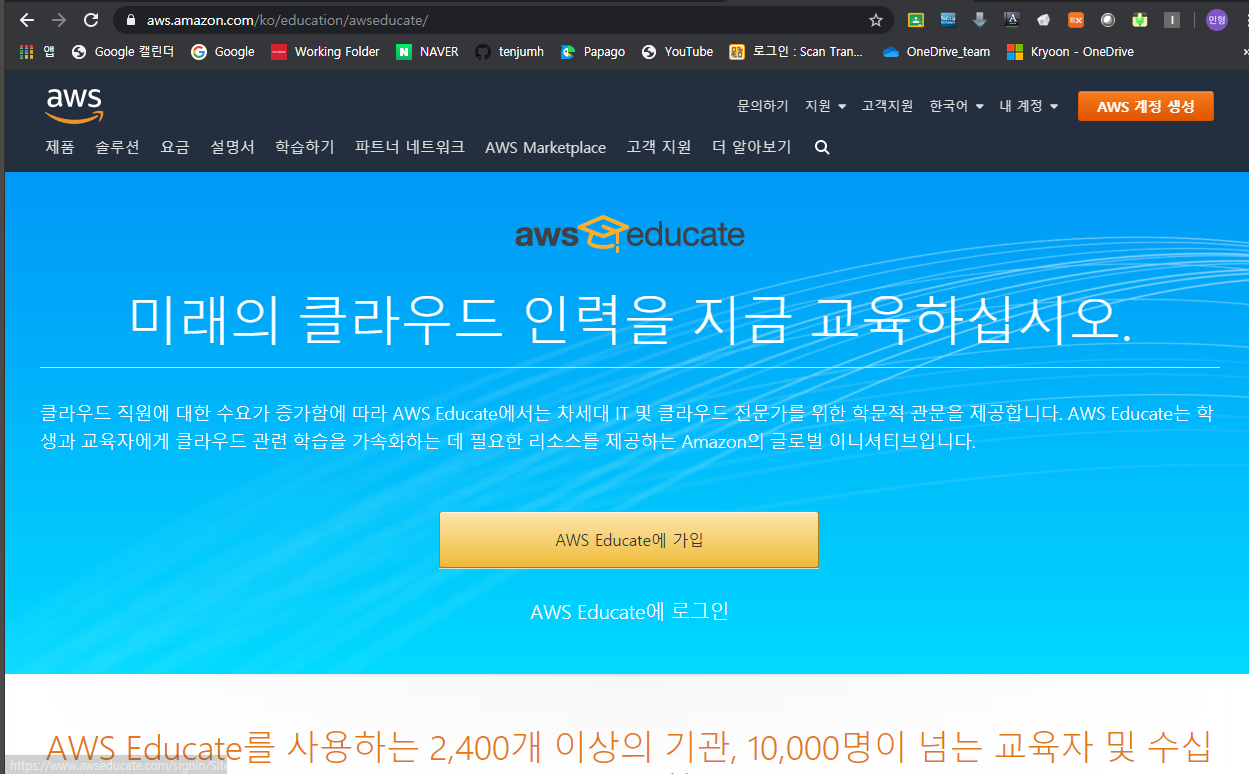 aws.amazon.com/ko/education/awseducate/
앱 Google 캘린더 Google Working Folder NAVER tenjumh Papago YouTube 로그인 : Scan Tran... OneDrive_team Kryoon - OneDrive »
aws
문의하기 지원 고객지원 한국어 내 계정 AWS 계정 생성
제품 솔루션 요금 설명서 학습하기 파트너 네트워크 AWS Marketplace 고객 지원 더 알아보기
aws educate
미래의 클라우드 인력을 지금 교육하십시오.
클라우드 직원에 대한 수요가 증가함에 따라 AWS Educate에서는 차세대 IT 및 클라우드 전문가를 위한 학문적 관문을 제공합니다. AWS Educate는 학
생과 교육자에게 클라우드 관련 학습을 가속화하는 데 필요한 리소스를 제공하는 Amazon의 글로벌 이니셔티브입니다.
AWS Educate에 가입
AWS Educate에 로그인
AWS Educate를 사용하는 2,400개 이상의 기관, 10,000명이 넘는 교육자 및 수십
https://www.awseducate.com/signin/Sit